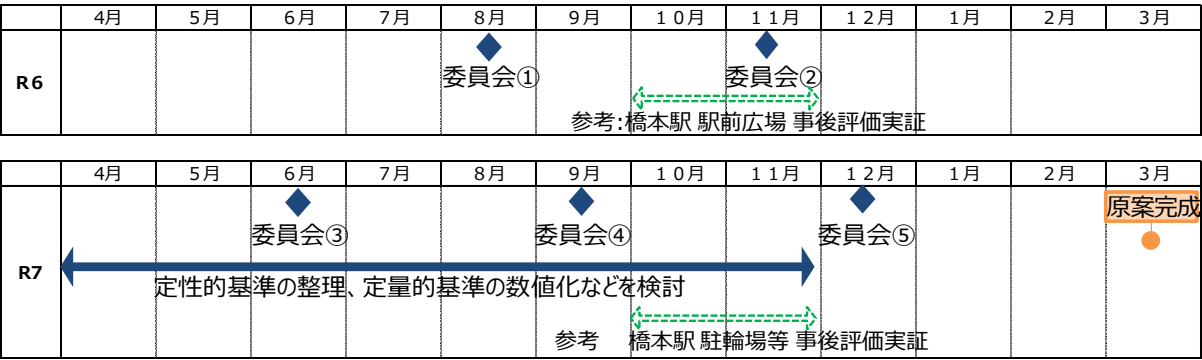 4月 5月 6月 7月 8月 9月 10月 11月 12月 1月 2月 3月
R6
委員会① 委員会②
参考:橋本駅 駅前広場 事後評価実証
4月 5月 6月 7月 8月 9月 10月 11月 12月 1月 2月 3月
原案完成
委員会③ 委員会④ 委員会⑤
R7
定性的基準の整理、定量的基準の数値化などを検討
参考 橋本駅 駐輪場等 事後評価実証